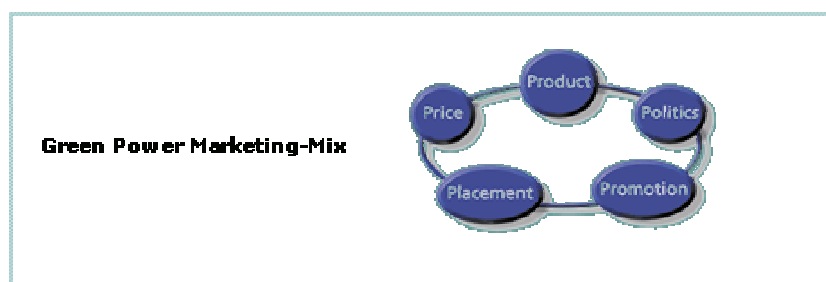 Product
Price
Politics
Green Power Marketing-Mix
Placement
Promotion